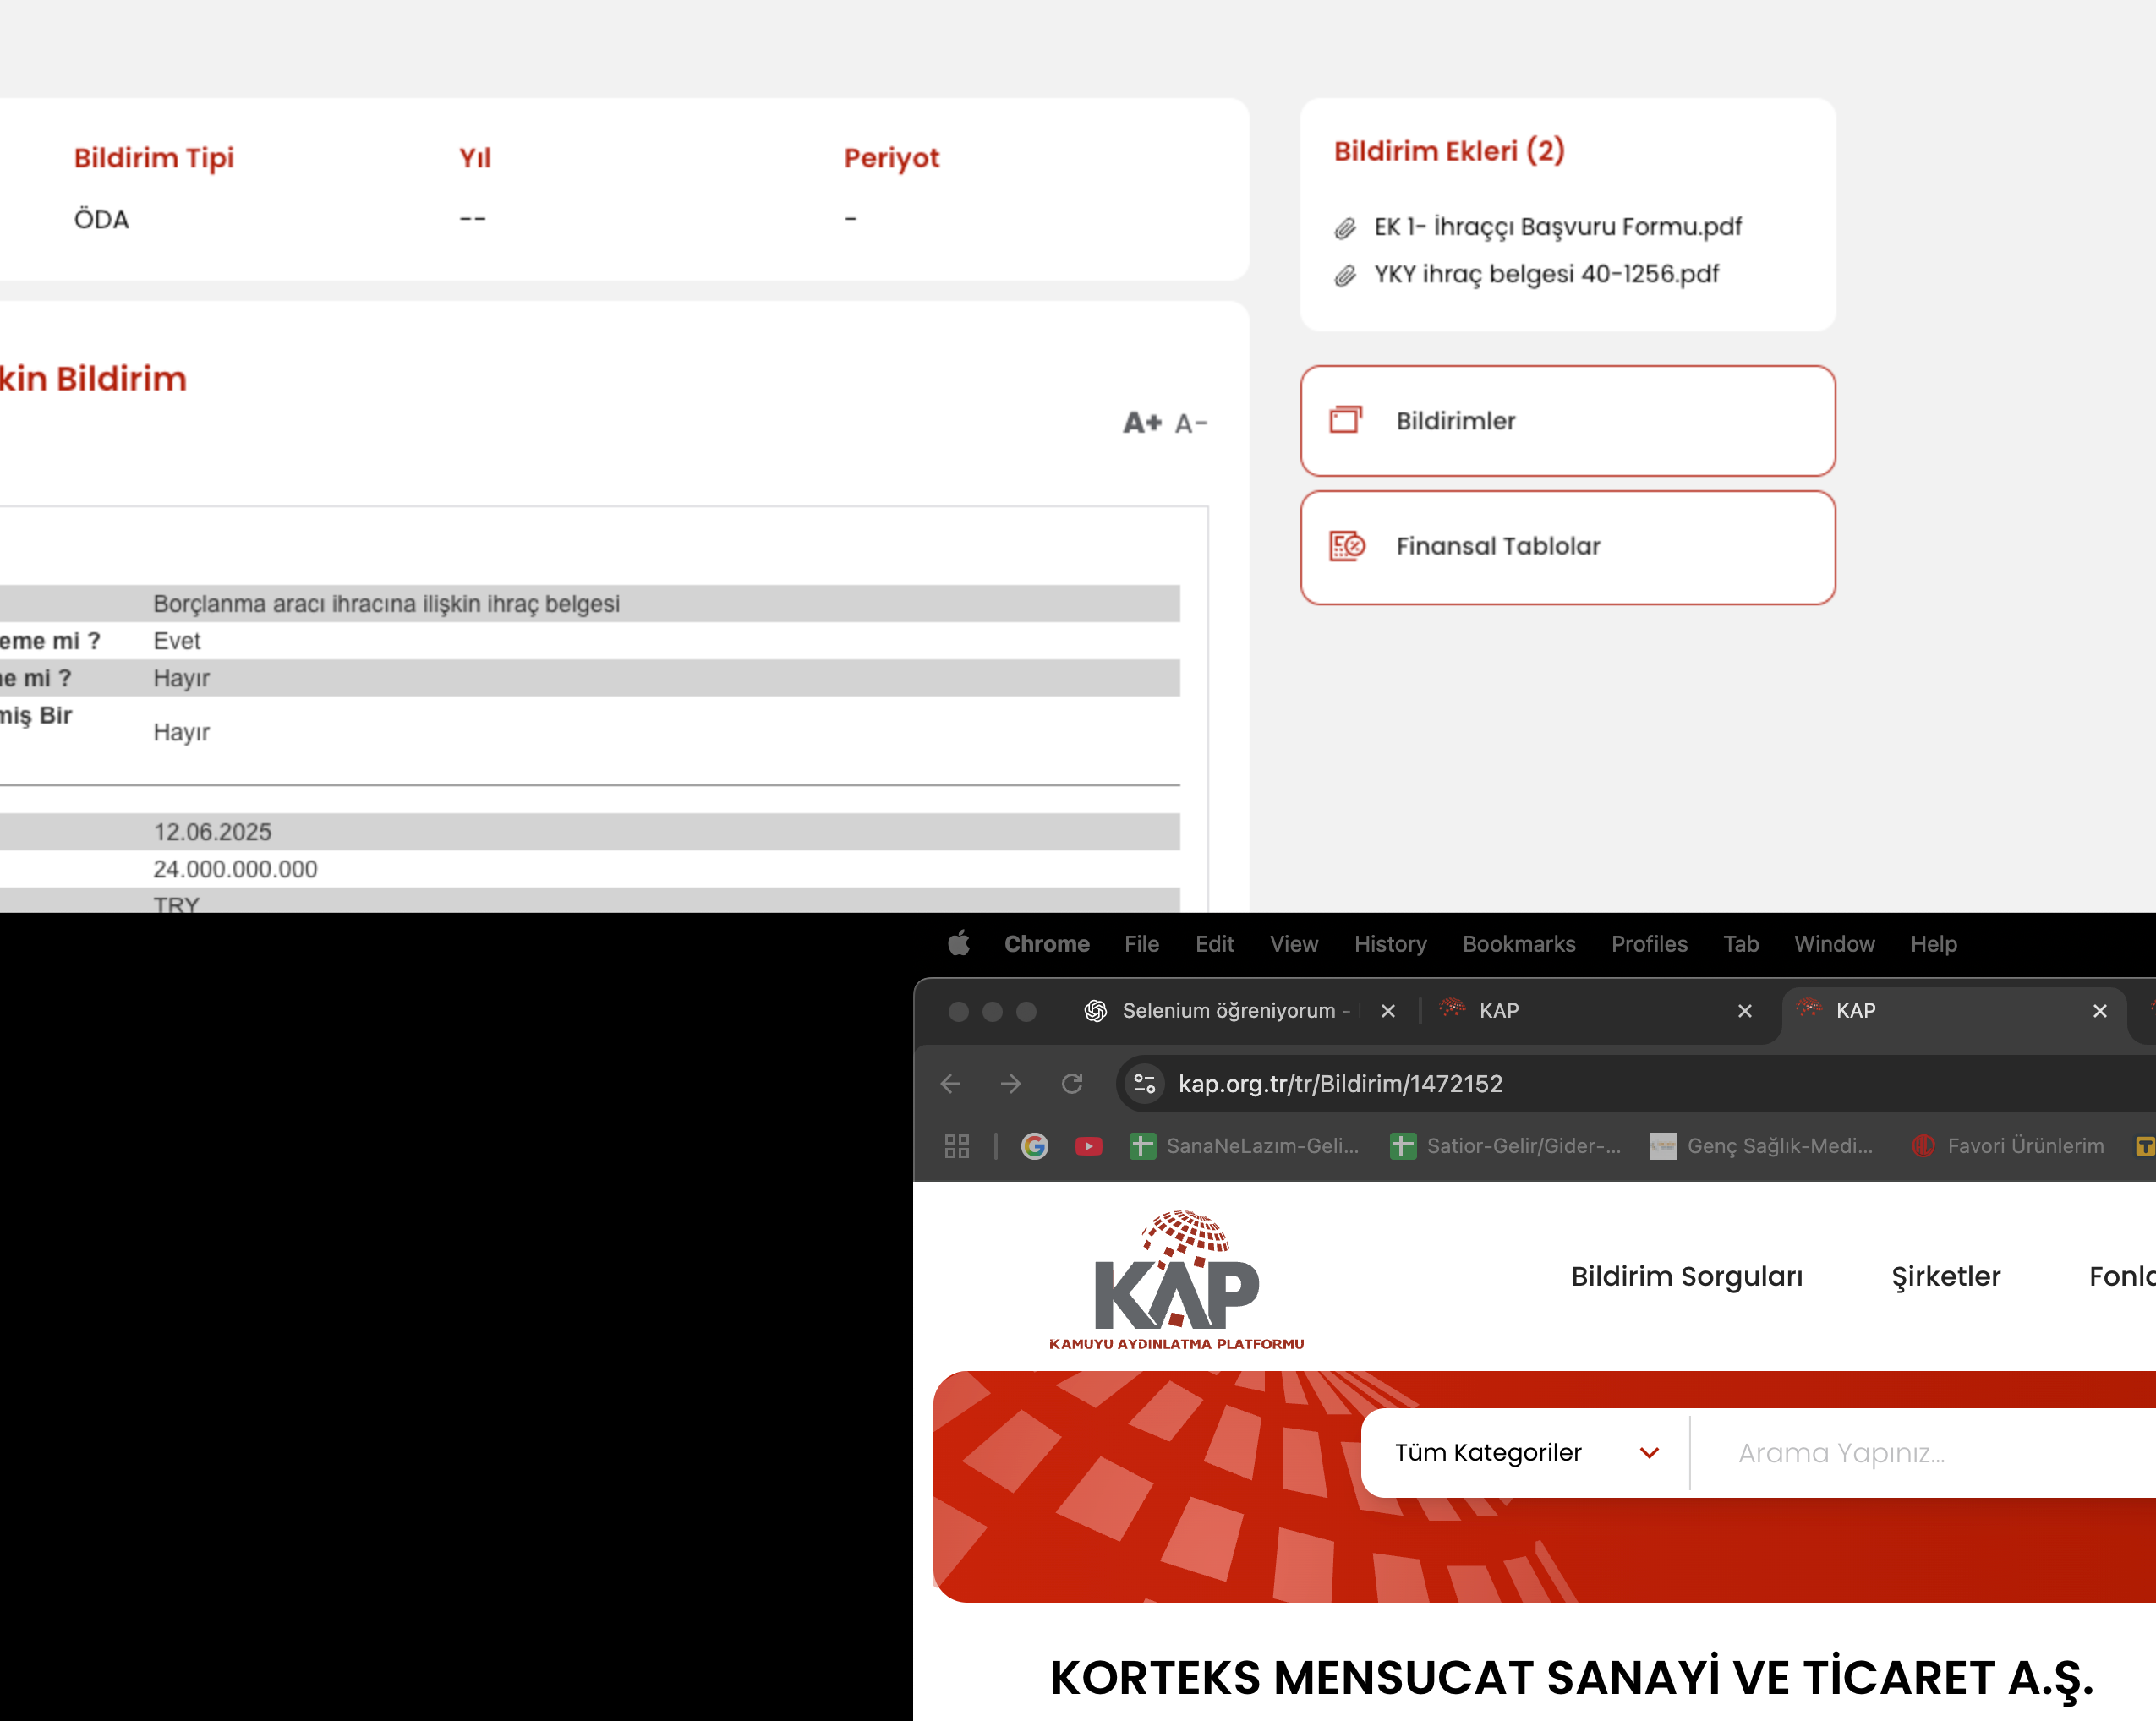 Bildirim Tipi
Yıl
Periyot
ÖDA
--
-
Bildirim Ekleri (2)
EK 1- İhraççı Başvuru Formu.pdf
YKY ihraç belgesi 40-1256.pdf
kin Bildirim
A+ A-
Bildirimler
Finansal Tablolar
Borçlanma aracı ihracına ilişkin ihraç belgesi
eme mi ? Evet
e mi ? Hayır
miş Bir
Hayır
12.06.2025
24.000.000.000
TRY
Chrome File Edit View History Bookmarks Profiles Tab Window Help
Selenium öğreniyorum -
KAP
KAP
kap.org.tr/tr/Bildirim/1472152
SanaNeLazım-Geli...
Satior-Gelir/Gider-...
Genç Sağlık-Medi...
Favori Ürünlerim
KAP
KAMUYU AYDINLATMA PLATFORMU
Bildirim Sorguları
Şirketler
Fonla
Tüm Kategoriler
Arama Yapınız...
KORTEKS MENSUCAT SANAYİ VE TİCARET A.Ş.